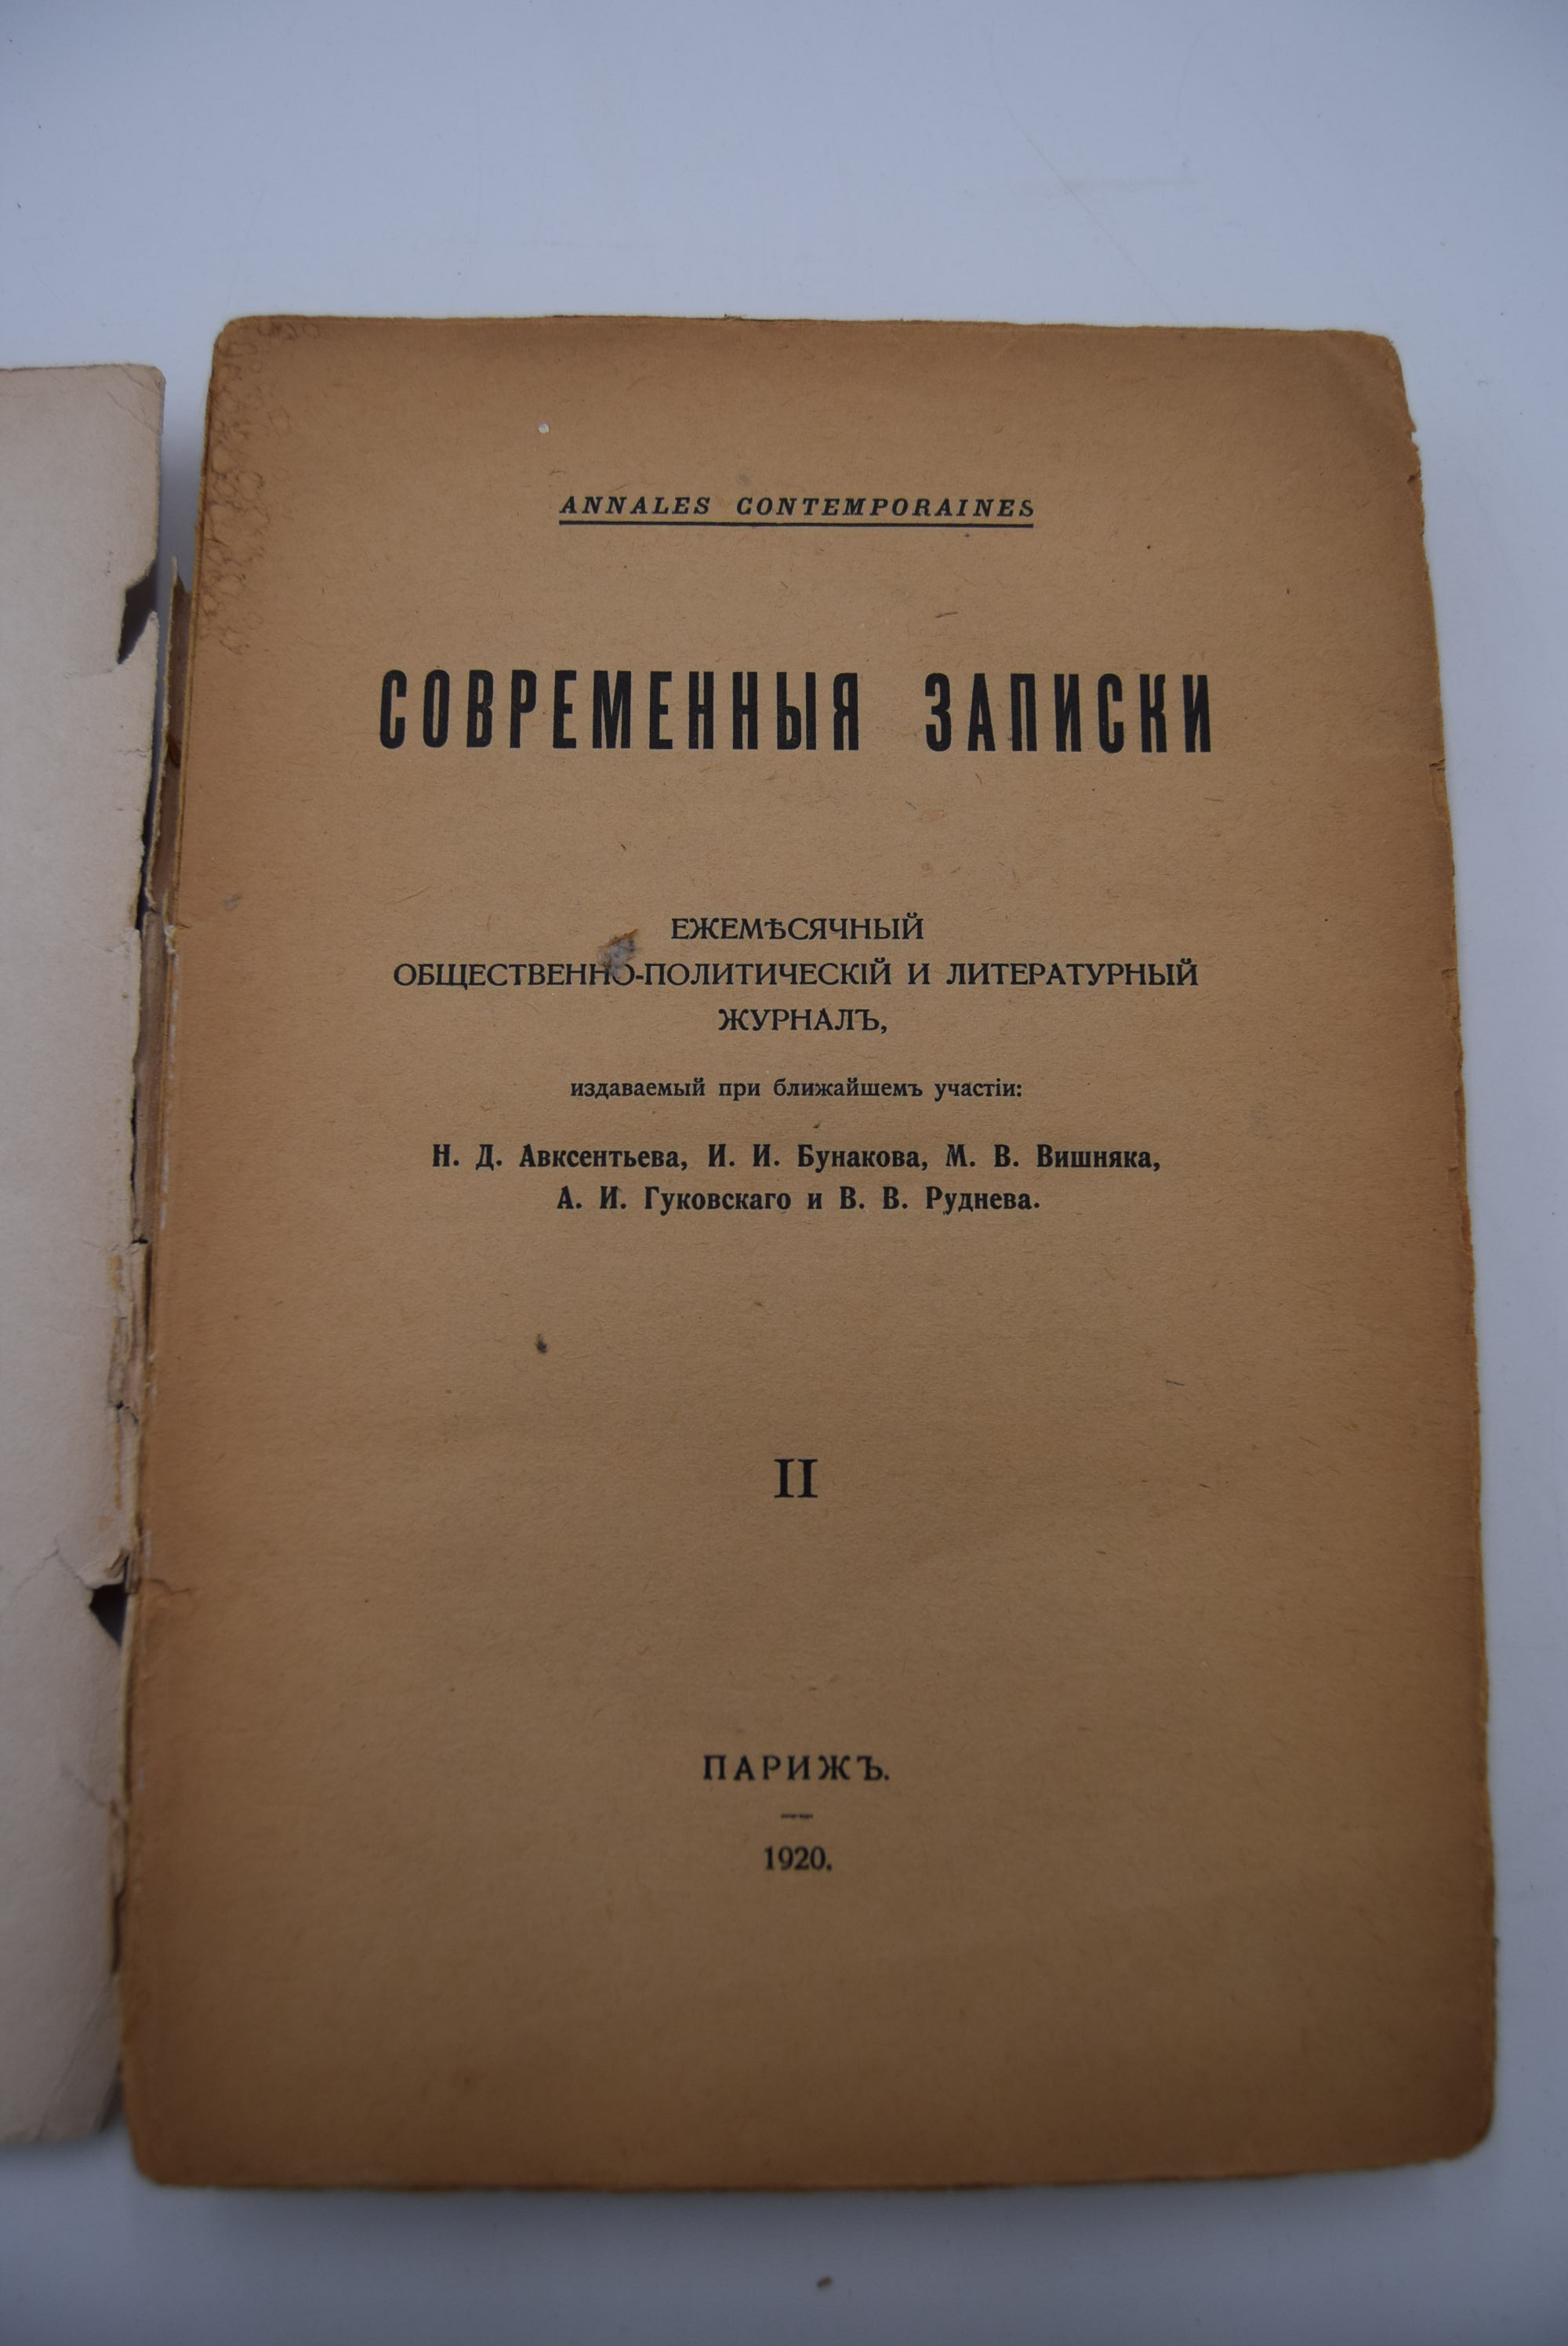 ANNALES CONTEMPORAINES
СОВРЕМЕННЫЯ ЗАПИСКИ
ЕЖЕМѢСЯЧНЫЙ
ОБЩЕСТВЕННО-ПОЛИТИЧЕСКІЙ И ЛИТЕРАТУРНЫЙ
ЖУРНАЛЪ,
издаваемый при ближайшемъ участіи:
Н. Д. Авксентьева, И. И. Бунакова, М. В. Вишняка,
А. И. Гуковскаго и В. В. Руднева.
II
ПАРИЖЪ.
1920.